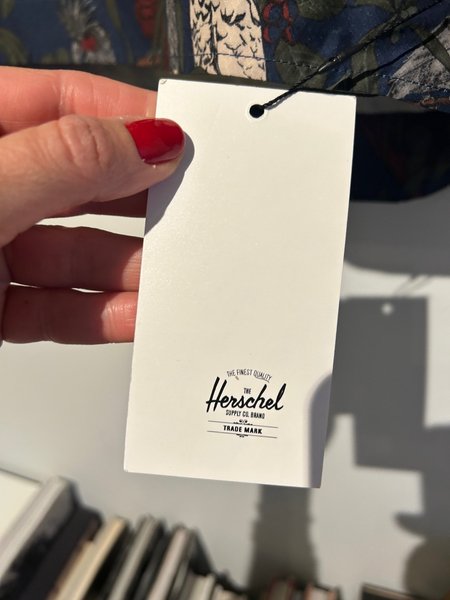 THE FINEST QUALITY
THE
Herschel
SUPPLY CO. BRAND
TRADE MARK